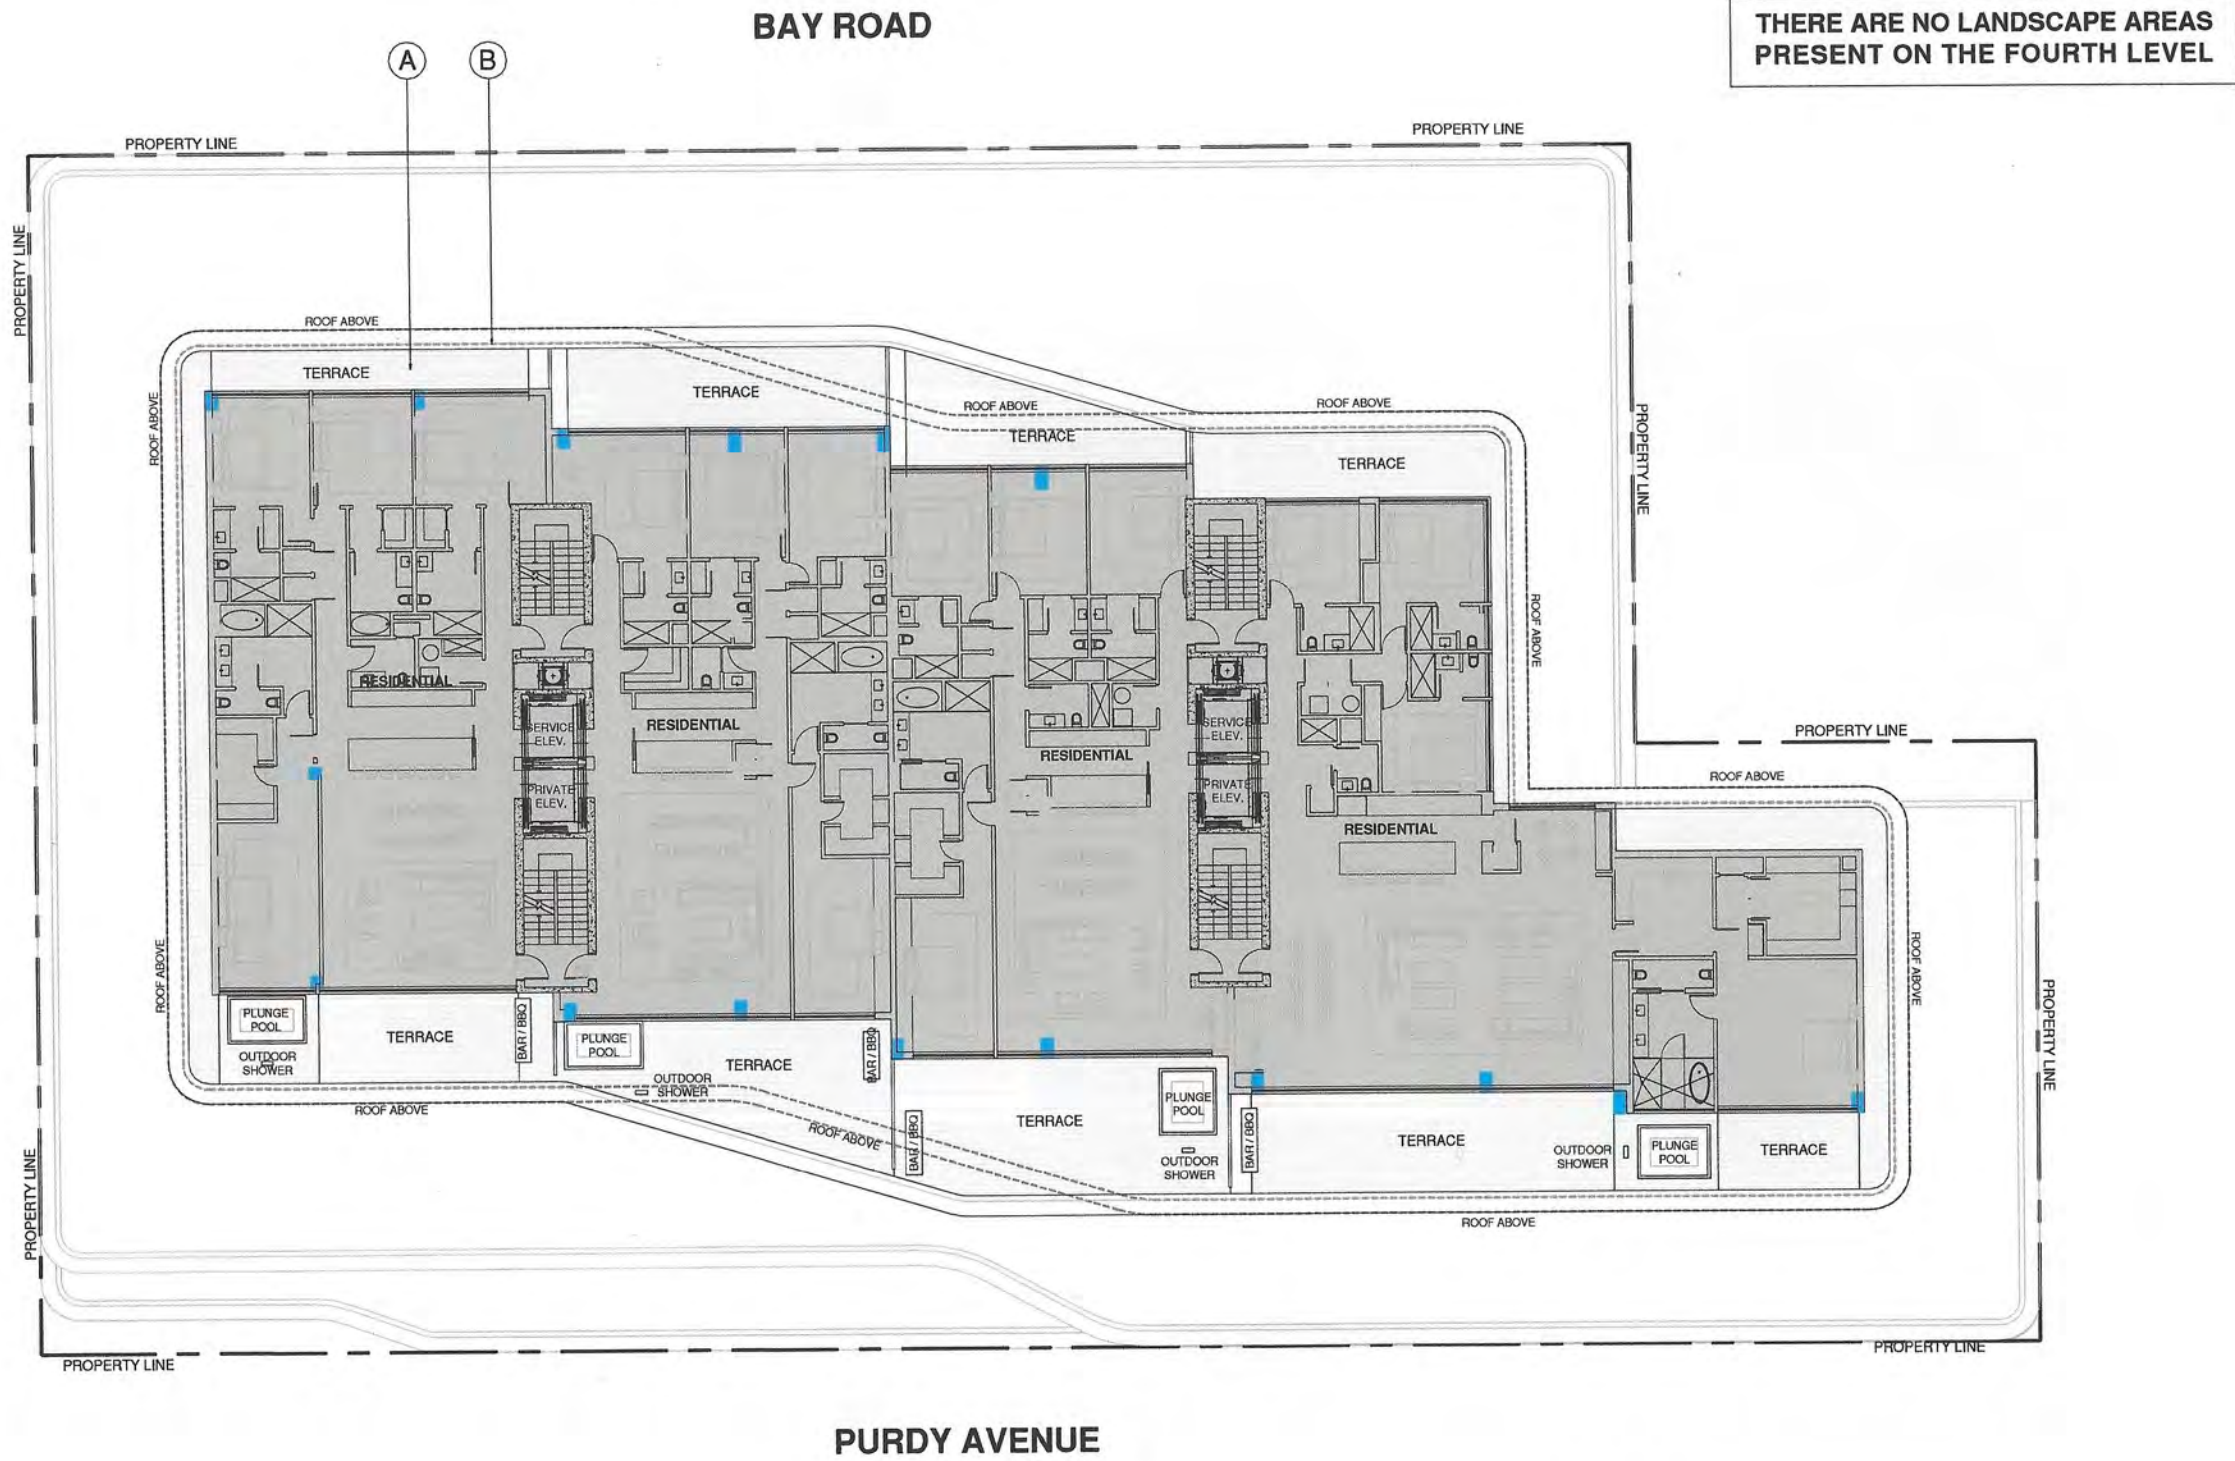 BAY ROAD
THERE ARE NO LANDSCAPE AREAS
PRESENT ON THE FOURTH LEVEL
A
B
PROPERTY LINE
PROPERTY LINE
PROPERTY LINE
ROOF ABOVE
TERRACE
TERRACE
ROOF ABOVE
ROOF ABOVE
ROOF ABOVE
TERRACE
TERRACE
PROPERTY LINE
ROOF ABOVE
RESIDENTIAL
RESIDENTIAL
SERVICE
ELEV.
SERVICE
ELEV.
RESIDENTIAL
PROPERTY LINE
ROOF ABOVE
PRIVATE
ELEV.
PRIVATE
ELEV.
RESIDENTIAL
ROOF ABOVE
ROOF ABOVE
PLUNGE
POOL
TERRACE
BAR / BBQ
PLUNGE
POOL
TERRACE
BAR / BBQ
OUTDOOR
SHOWER
OUTDOOR
SHOWER
PROPERTY LINE
ROOF ABOVE
ROOF ABOVE
BAR / BBQ
TERRACE
PLUNGE
POOL
BAR / BBQ
TERRACE
OUTDOOR
SHOWER
OUTDOOR
SHOWER
PLUNGE
POOL
TERRACE
PROPERTY LINE
ROOF ABOVE
PROPERTY LINE
PROPERTY LINE
PURDY AVENUE